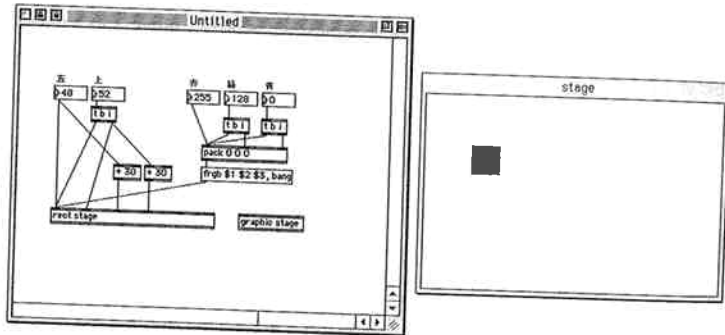 Untitled
左 上 赤 緑 青
48 52 255 128 0
t b i t b i t b i
pack 0 0 0
+ 30 + 30 frgb $1 $2 $3, bang
rect stage graphic stage
stage